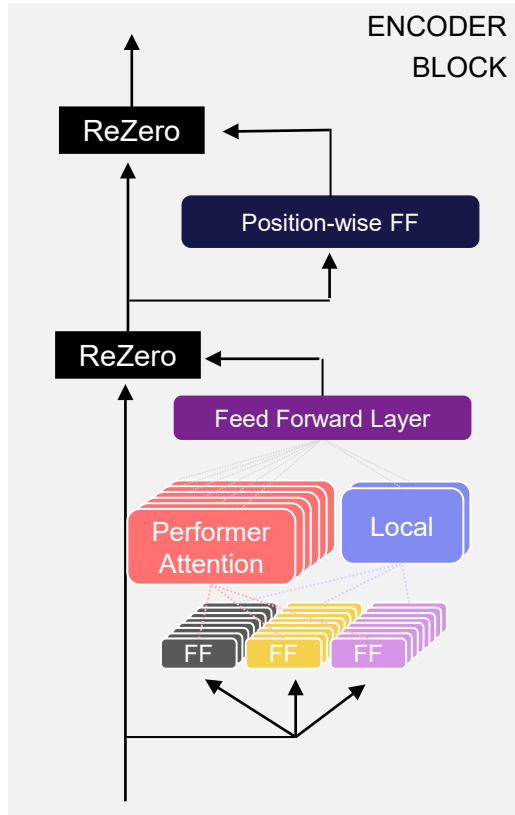 ENCODER
BLOCK
ReZero
Position-wise FF
ReZero
Feed Forward Layer
Performer
Attention
Local
FF
FF
FF